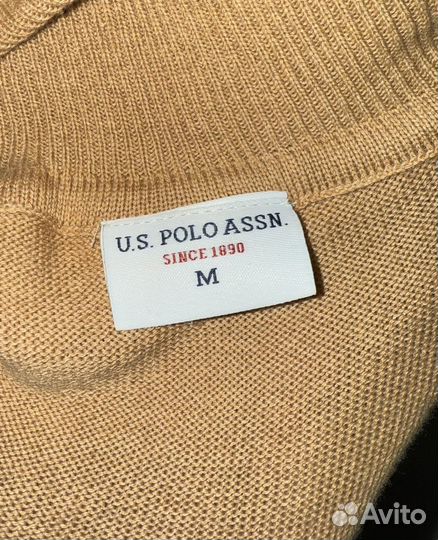 U.S. POLO ASSN.
SINCE 1890
M
Avito